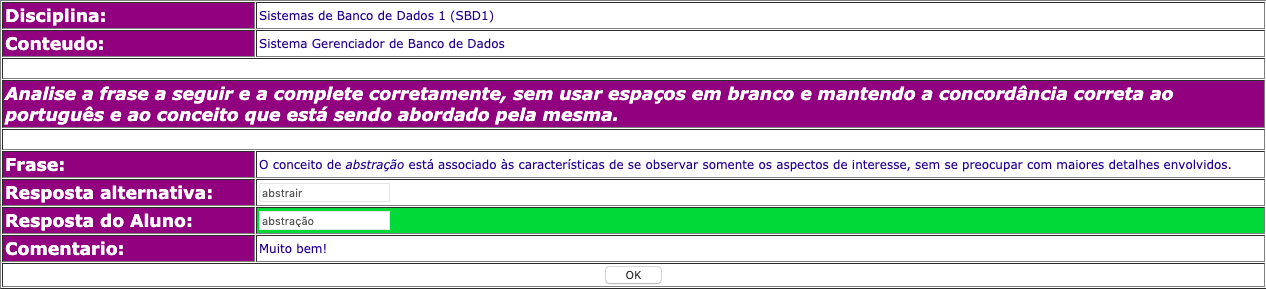 Disciplina: Sistemas de Banco de Dados 1 (SBD1)
Conteudo: Sistema Gerenciador de Banco de Dados
Analise a frase a seguir e a complete corretamente, sem usar espaços em branco e mantendo a concordância correta ao
português e ao conceito que está sendo abordado pela mesma.
Frase: O conceito de abstração está associado às características de se observar somente os aspectos de interesse, sem se preocupar com maiores detalhes envolvidos.
Resposta alternativa: abstrair
Resposta do Aluno: abstração
Comentario: Muito bem!
OK